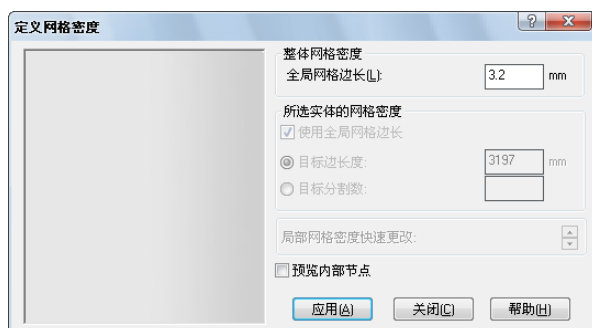 定义网格密度
整体网格密度
全局网格边长(L): 3.2 mm
所选实体的网格密度
使用全局网格边长
目标边长度: 3197 mm
目标分割数:
局部网格密度快速更改:
预览内部节点
应用(A) 关闭(C) 帮助(H)